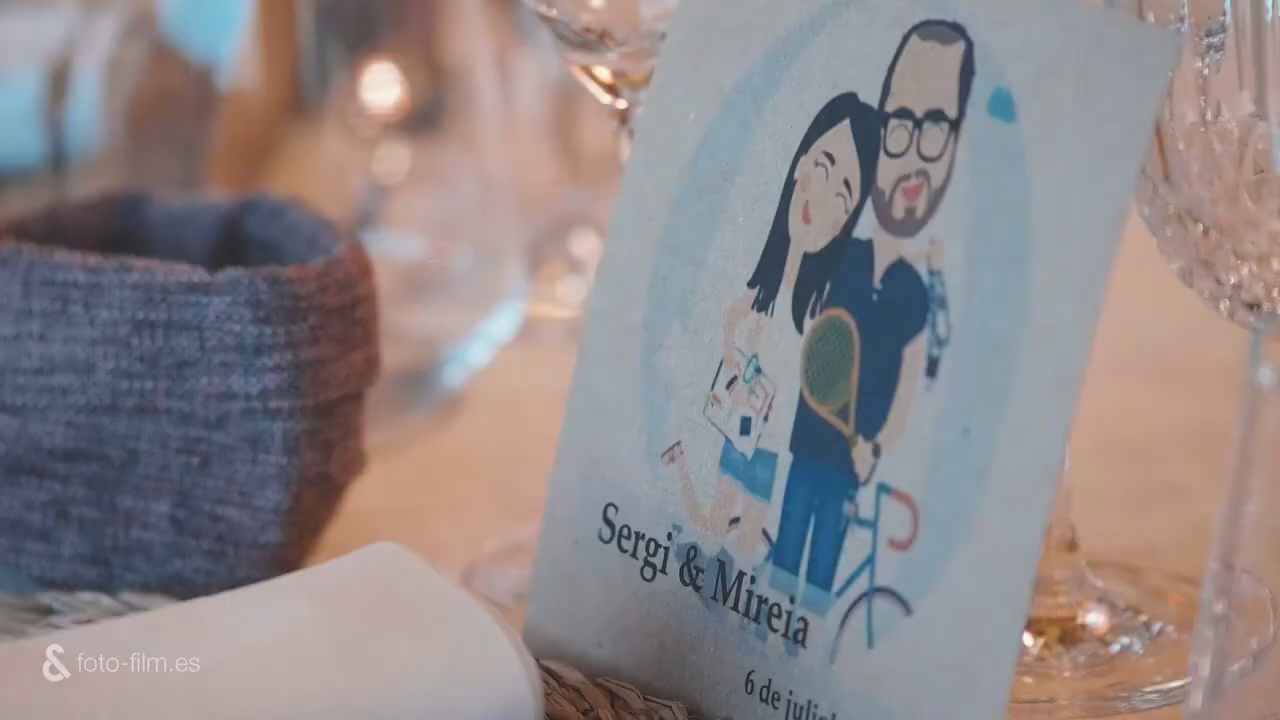 Sergi & Mireia
6 de
& foto-film.es